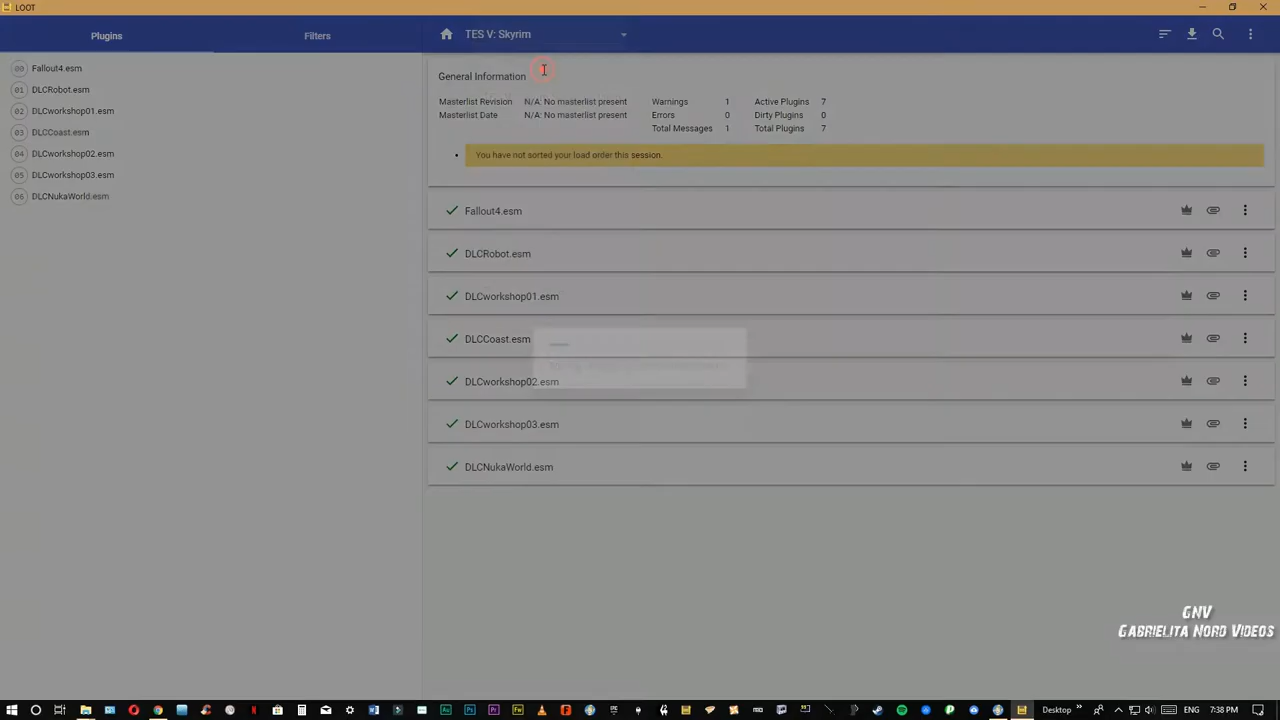 LOOT
Plugins
Filters
TES V: Skyrim
00 Fallout4.esm
01 DLCRobot.esm
02 DLCworkshop01.esm
03 DLCCoast.esm
04 DLCworkshop02.esm
05 DLCworkshop03.esm
06 DLCNukaWorld.esm
General Information
Masterlist Revision N/A: No masterlist present Warnings 1 Active Plugins 7
Masterlist Date N/A: No masterlist present Errors 0 Dirty Plugins 0
Total Messages 1 Total Plugins 7
You have not sorted your load order this session.
Fallout4.esm
DLCRobot.esm
DLCworkshop01.esm
DLCCoast.esm
DLCworkshop02.esm
DLCworkshop03.esm
DLCNukaWorld.esm
GNV
Gabrielita Nord Videos
Desktop
ENG
7:38 PM